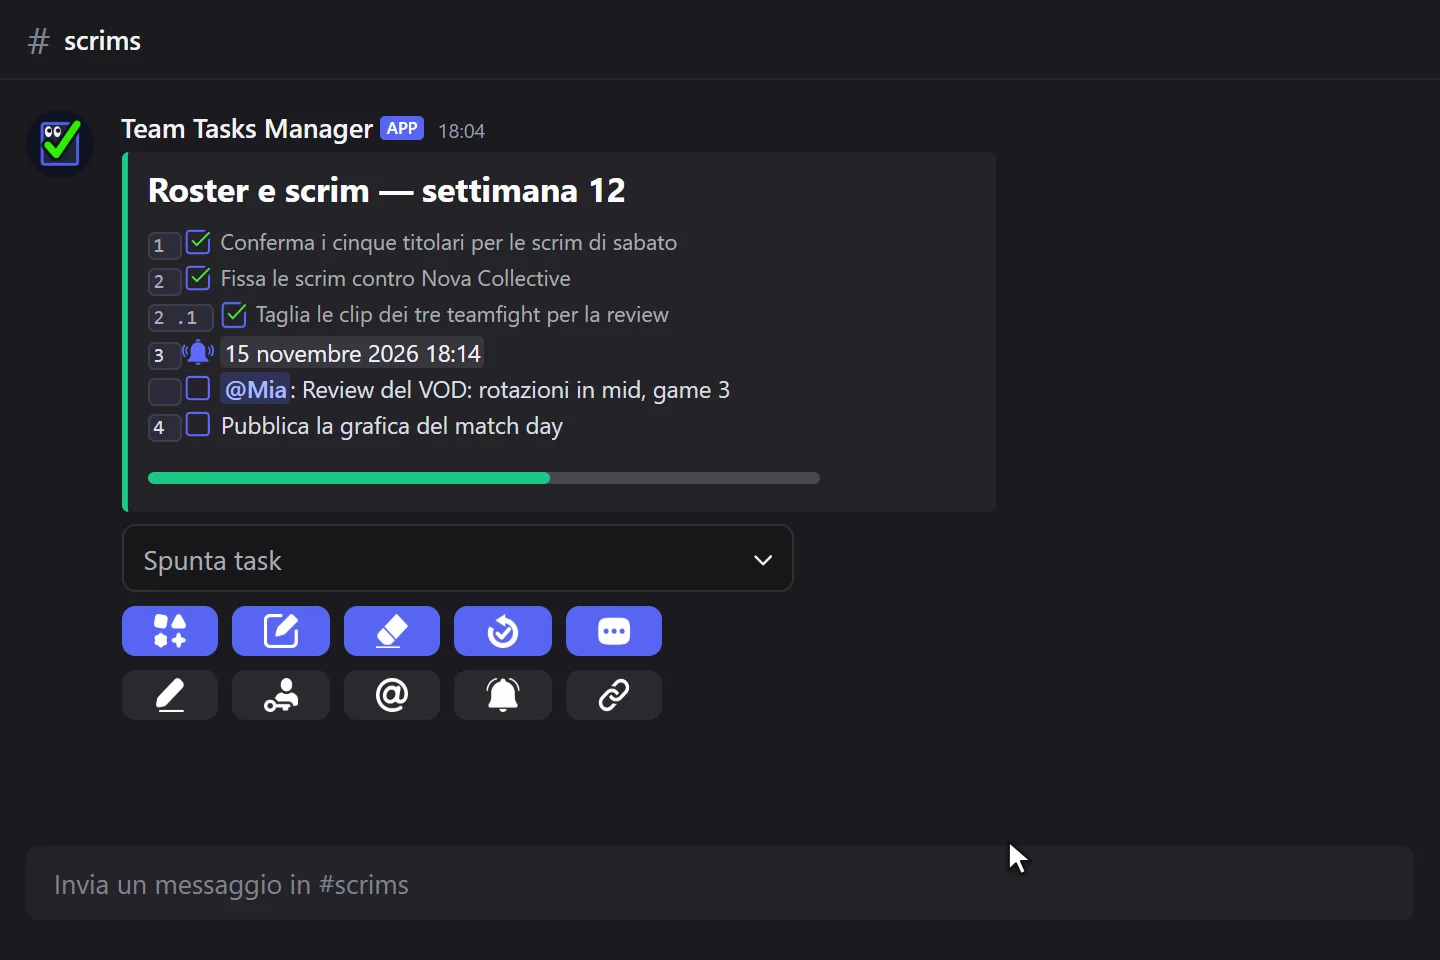 # scrims
Team Tasks Manager APP 18:04
Roster e scrim — settimana 12
1 Conferma i cinque titolari per le scrim di sabato
2 Fissa le scrim contro Nova Collective
2 .1 Taglia le clip dei tre teamfight per la review
3 15 novembre 2026 18:14
@Mia: Review del VOD: rotazioni in mid, game 3
4 Pubblica la grafica del match day
Spunta task
Invia un messaggio in #scrims